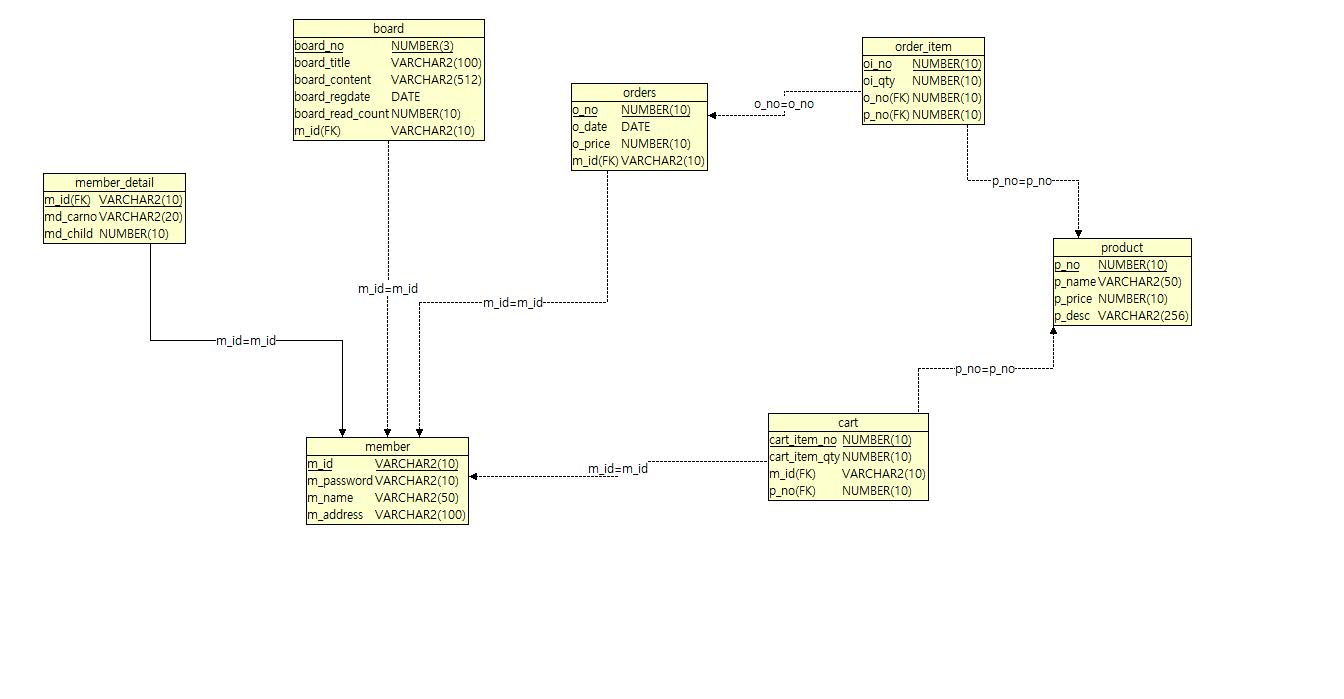 board
board_no NUMBER(3)
board_title VARCHAR2(100)
board_content VARCHAR2(512)
board_regdate DATE
board_read_count NUMBER(10)
m_id(FK) VARCHAR2(10)
order_item
oi_no NUMBER(10)
oi_qty NUMBER(10)
o_no(FK) NUMBER(10)
p_no(FK) NUMBER(10)
orders
o_no NUMBER(10)
o_date DATE
o_price NUMBER(10)
m_id(FK) VARCHAR2(10)
o_no=o_no
member_detail
m_id(FK) VARCHAR2(10)
md_carno VARCHAR2(20)
md_child NUMBER(10)
p_no=p_no
product
p_no NUMBER(10)
p_name VARCHAR2(50)
p_price NUMBER(10)
p_desc VARCHAR2(256)
m_id=m_id
m_id=m_id
m_id=m_id
p_no=p_no
cart
cart_item_no NUMBER(10)
cart_item_qty NUMBER(10)
m_id(FK) VARCHAR2(10)
p_no(FK) NUMBER(10)
member
m_id VARCHAR2(10)
m_password VARCHAR2(10)
m_name VARCHAR2(50)
m_address VARCHAR2(100)
m_id=m_id